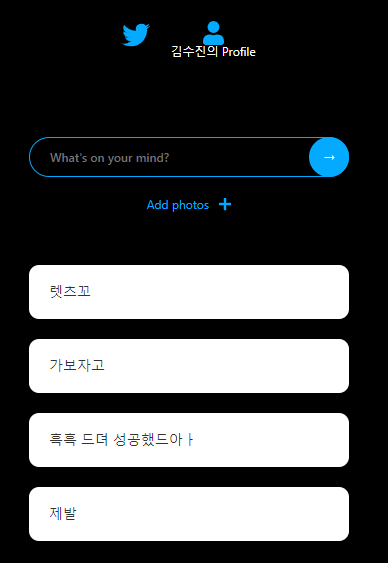 김수진의 Profile
What's on your mind?
→
Add photos +
렛츠꼬
가보자고
흑흑 드뎌 성공했드아ㅏ
제발